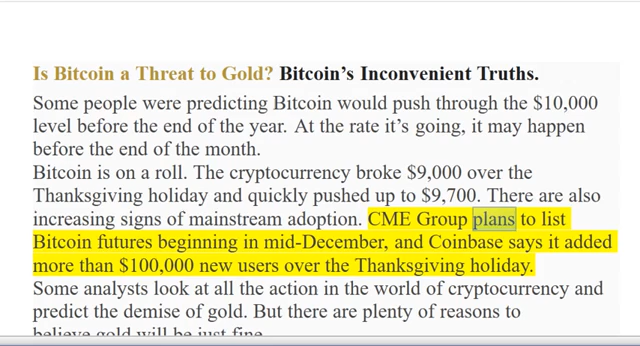 Is Bitcoin a Threat to Gold? Bitcoin’s Inconvenient Truths.
Some people were predicting Bitcoin would push through the $10,000
level before the end of the year. At the rate it’s going, it may happen
before the end of the month.
Bitcoin is on a roll. The cryptocurrency broke $9,000 over the
Thanksgiving holiday and quickly pushed up to $9,700. There are also
increasing signs of mainstream adoption. CME Group plans to list
Bitcoin futures beginning in mid-December, and Coinbase says it added
more than $100,000 new users over the Thanksgiving holiday.
Some analysts look at all the action in the world of cryptocurrency and
predict the demise of gold. But there are plenty of reasons to
believe gold will be just fine.